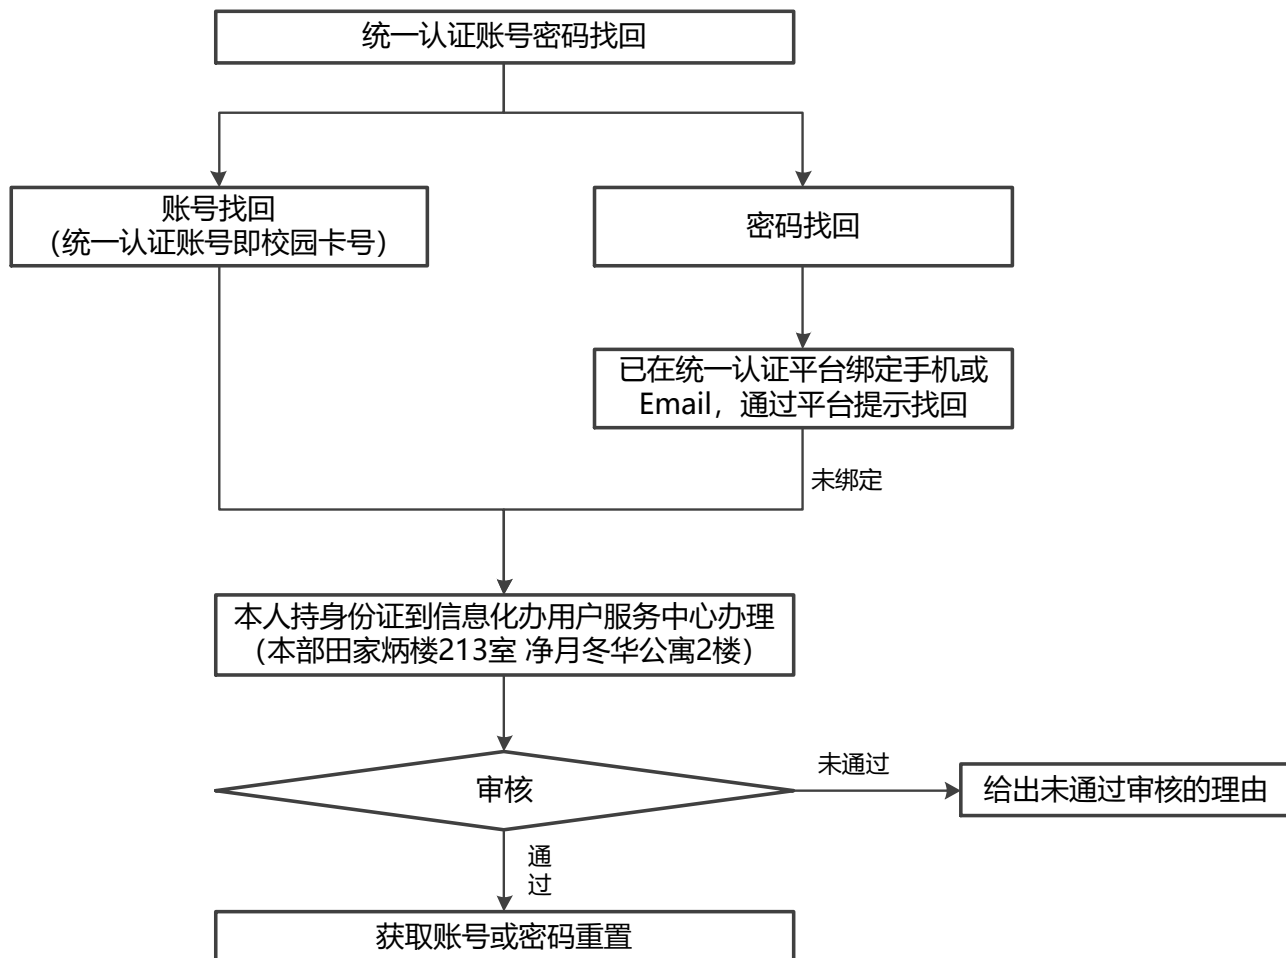 统一认证账号密码找回
账号找回
（统一认证账号即校园卡号）
密码找回
已在统一认证平台绑定手机或
Email，通过平台提示找回
未绑定
本人持身份证到信息化办用户服务中心办理
（本部田家炳楼213室 净月冬华公寓2楼）
审核
未通过
给出未通过审核的理由
通
过
获取账号或密码重置